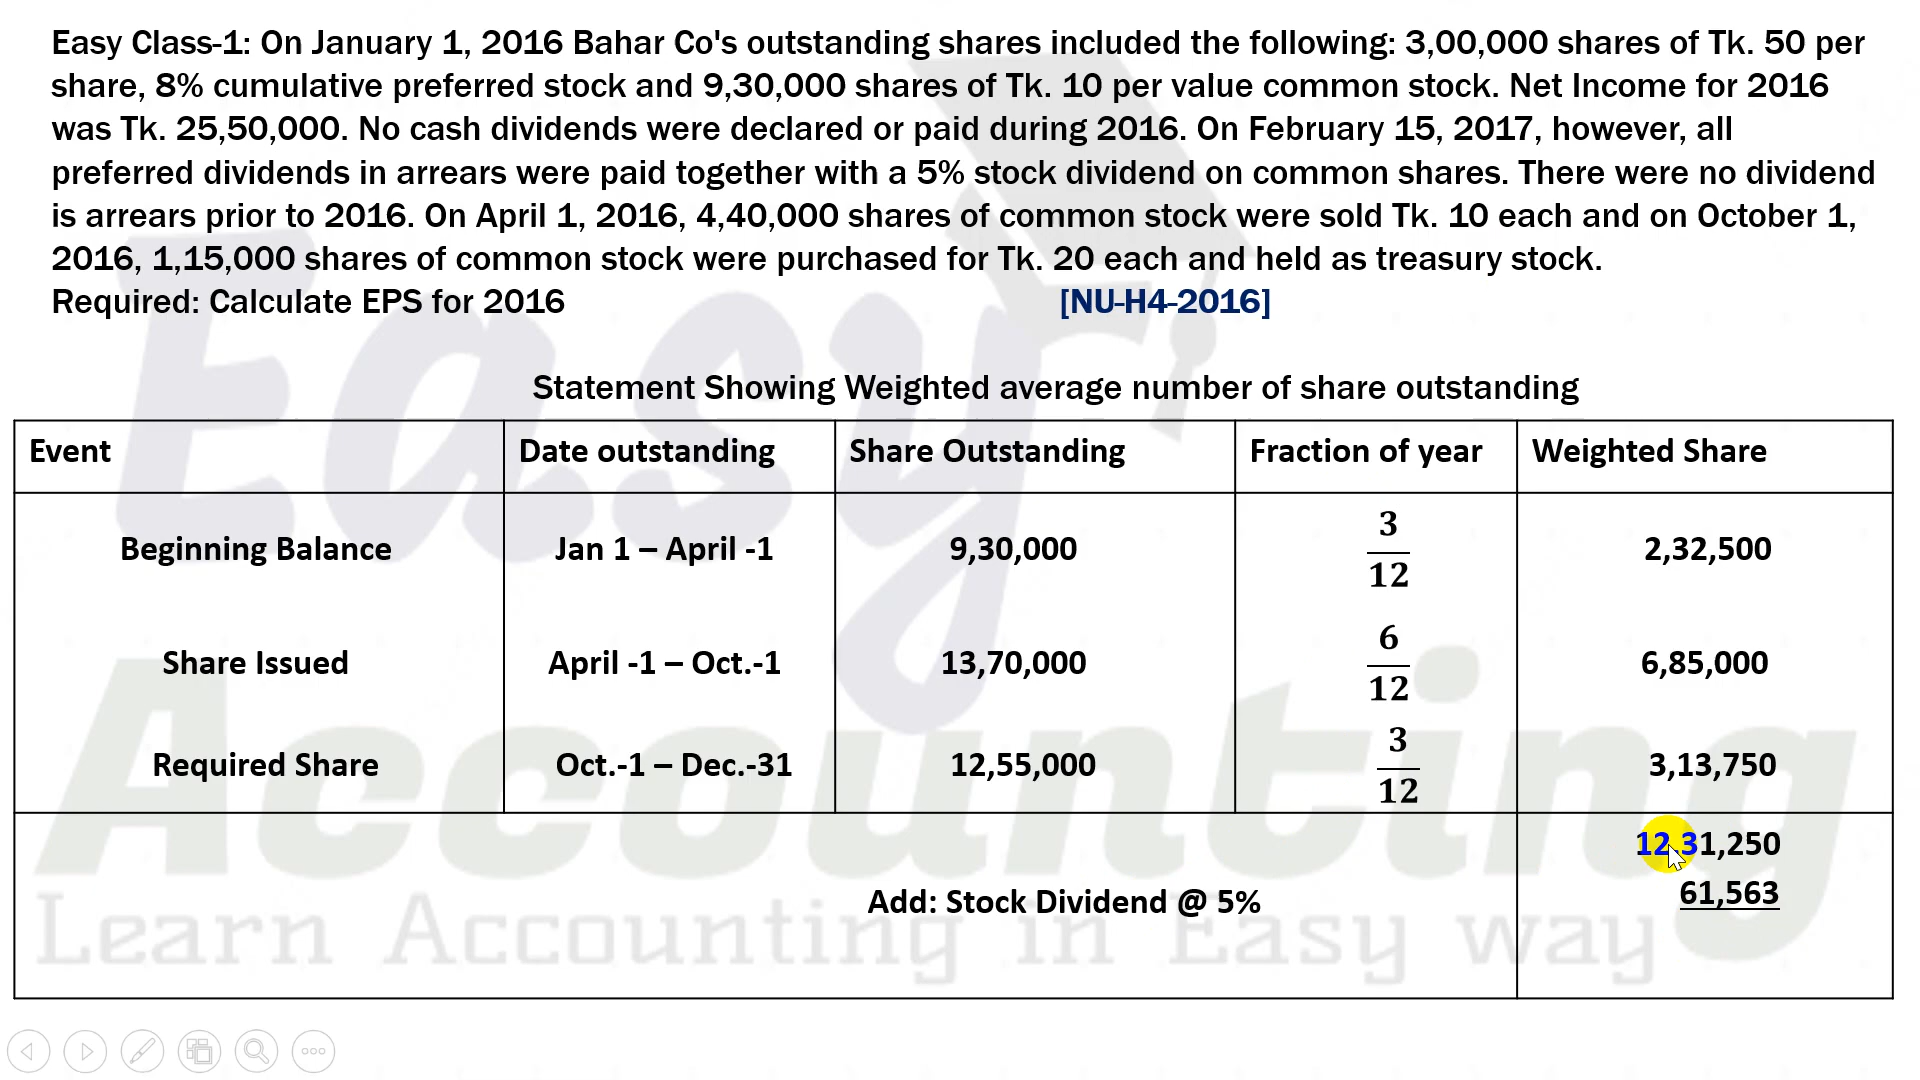 Easy Class-1: On January 1, 2016 Bahar Co's outstanding shares included the following: 3,00,000 shares of Tk. 50 per
share, 8% cumulative preferred stock and 9,30,000 shares of Tk. 10 per value common stock. Net Income for 2016
was Tk. 25,50,000. No cash dividends were declared or paid during 2016. On February 15, 2017, however, all
preferred dividends in arrears were paid together with a 5% stock dividend on common shares. There were no dividend
is arrears prior to 2016. On April 1, 2016, 4,40,000 shares of common stock were sold Tk. 10 each and on October 1,
2016, 1,15,000 shares of common stock were purchased for Tk. 20 each and held as treasury stock.
Required: Calculate EPS for 2016 [NU-H4-2016]
Statement Showing Weighted average number of share outstanding
Event Date outstanding Share Outstanding Fraction of year Weighted Share
Beginning Balance Jan 1 – April -1 9,30,000 3/12 2,32,500
Share Issued April -1 – Oct.-1 13,70,000 6/12 6,85,000
Required Share Oct.-1 – Dec.-31 12,55,000 3/12 3,13,750
12,31,250
Add: Stock Dividend @ 5% 61,563
Easy
Accounting
Learn Accounting in Easy way